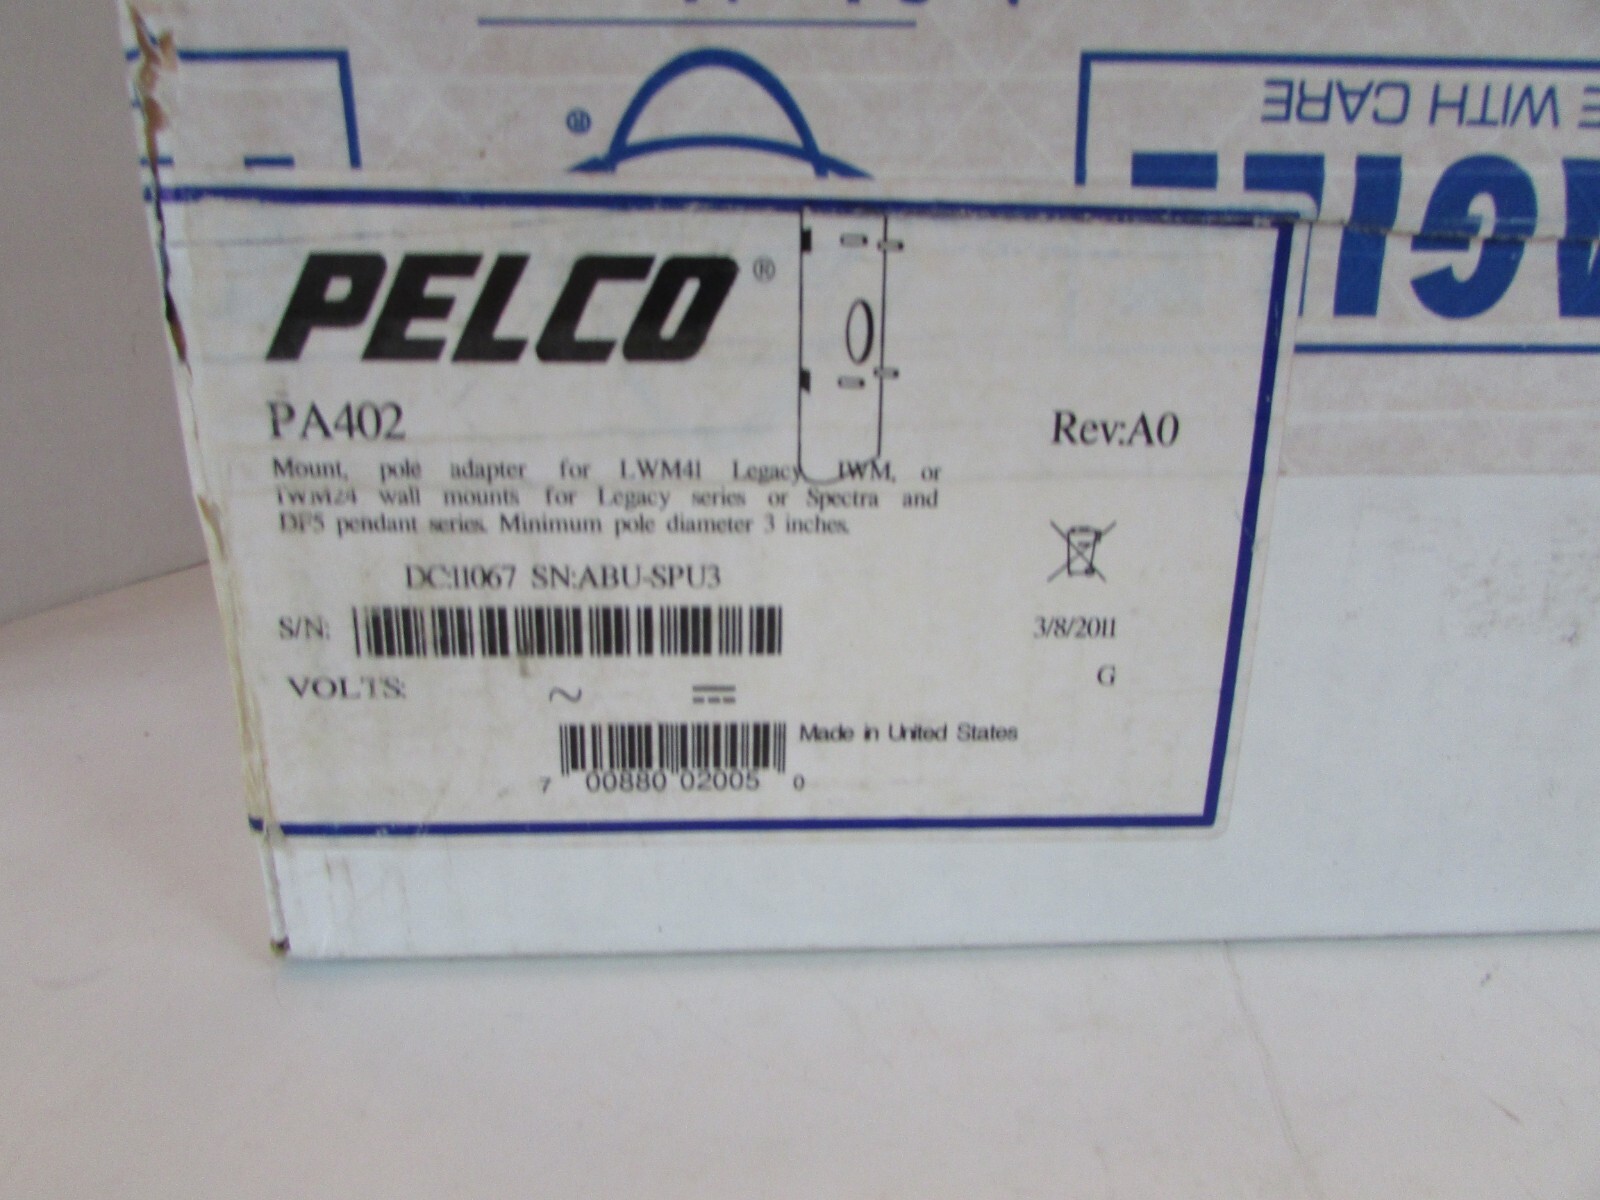 E WITH CARE
PELCO®
PA402
Rev:A0
Mount, pole adapter for LWM41 Legacy IWM, or
IWM24 wall mounts for Legacy series or Spectra and
DF5 pendant series. Minimum pole diameter 3 inches.
DC:11067 SN:ABU-SPU3
S/N:
3/8/2011
VOLTS: ~
G
Made in United States
7 00880 02005 0